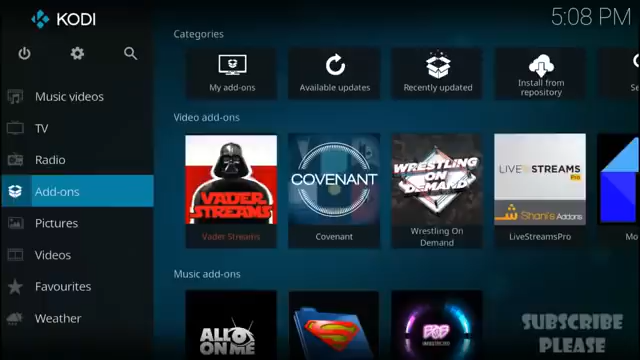 KODI
5:08 PM
Categories
My add-ons
Available updates
Recently updated
Install from
repository
Music videos
TV
Radio
Add-ons
Pictures
Videos
Favourites
Weather
Video add-ons
VADER
STREAMS
Vader Streams
COVENANT
Covenant
WRESTLING
ON
DEMAND
Wrestling On
Demand
LIVE STREAMS
Pro
Shani's Addons
LiveStreamsPro
Music add-ons
ALL
ON ME
SUBSCRIBE
PLEASE